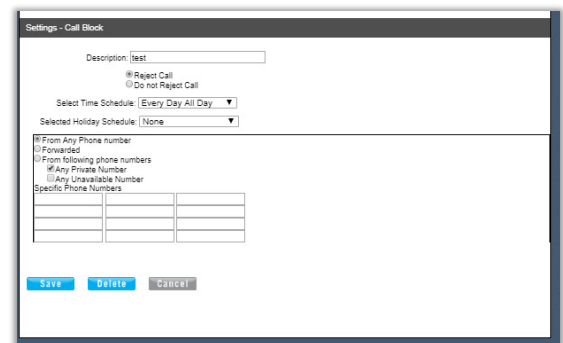 Settings - Call Block
Description: test
Reject Call
Do not Reject Call
Select Time Schedule: Every Day All Day
Selected Holiday Schedule: None
From Any Phone number
Forwarded
From following phone numbers
Any Private Number
Any Unavailable Number
Specific Phone Numbers
Save Delete Cancel